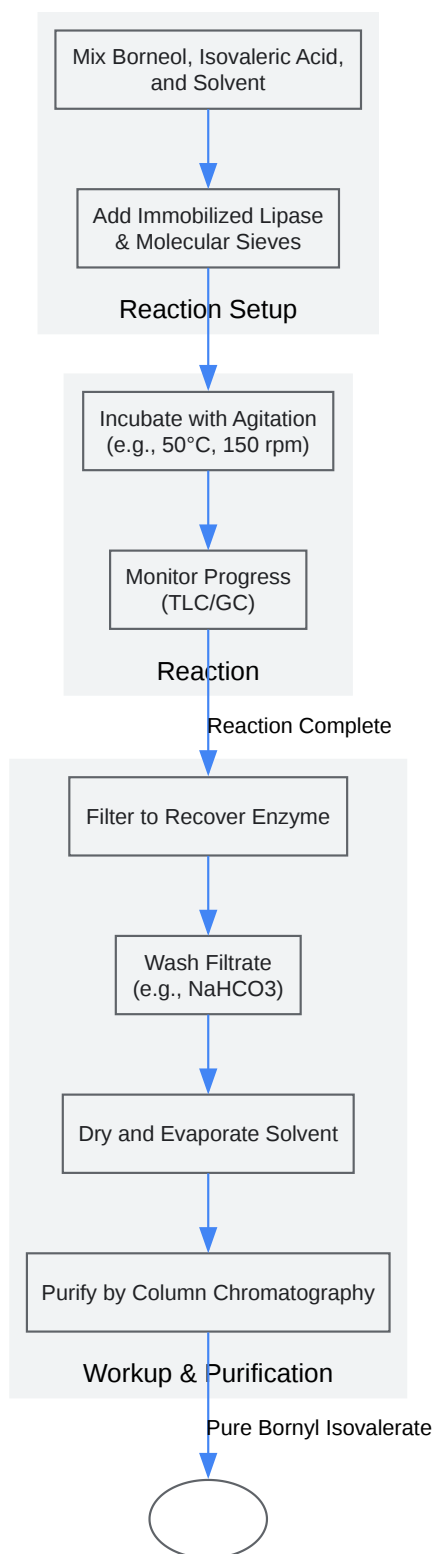 Mix Borneol, Isovaleric Acid,
and Solvent
Add Immobilized Lipase
& Molecular Sieves
Reaction Setup
Incubate with Agitation
(e.g., 50°C, 150 rpm)
Monitor Progress
(TLC/GC)
Reaction
Reaction Complete
Filter to Recover Enzyme
Wash Filtrate
(e.g., NaHCO3)
Dry and Evaporate Solvent
Purify by Column Chromatography
Workup & Purification
Pure Bornyl Isovalerate